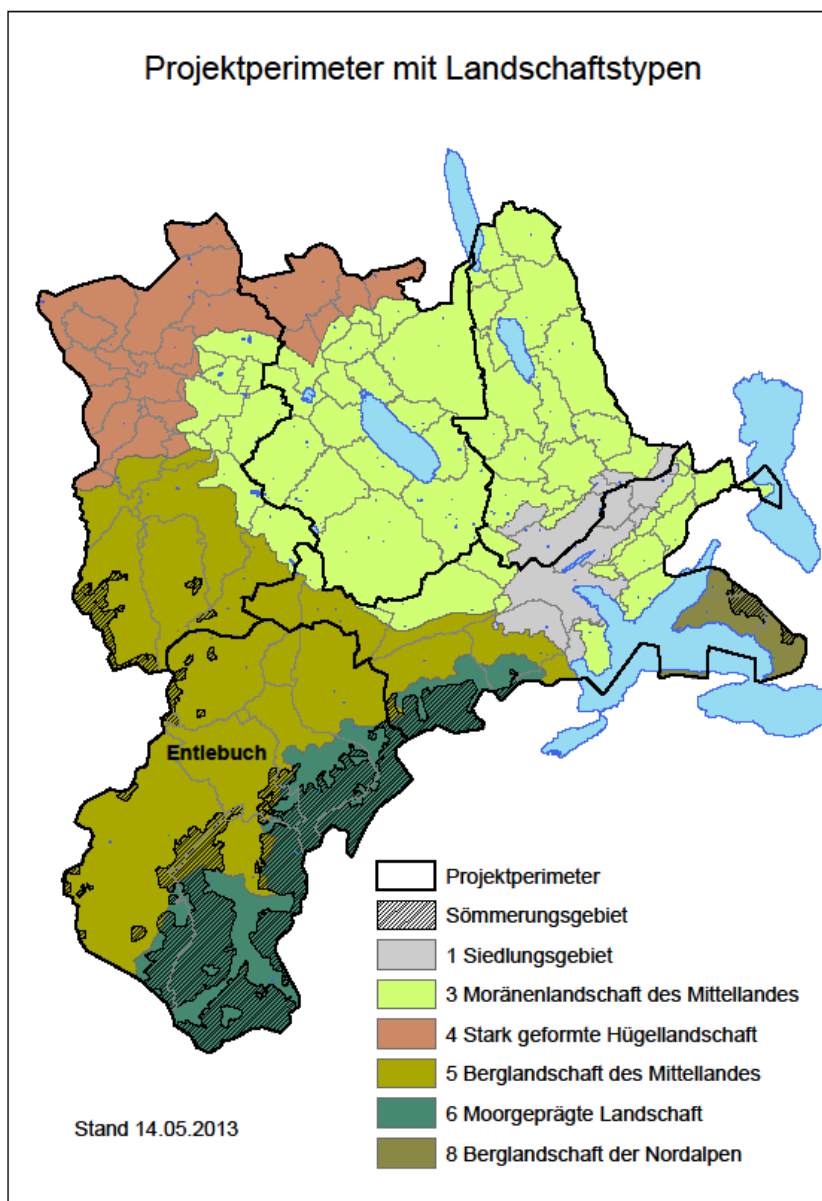 Projektperimeter mit Landschaftstypen
Entlebuch
Projektperimeter
Sömmerungsgebiet
1 Siedlungsgebiet
3 Moränenlandschaft des Mittellandes
4 Stark geformte Hügellandschaft
5 Berglandschaft des Mittellandes
6 Moorgeprägte Landschaft
8 Berglandschaft der Nordalpen
Stand 14.05.2013